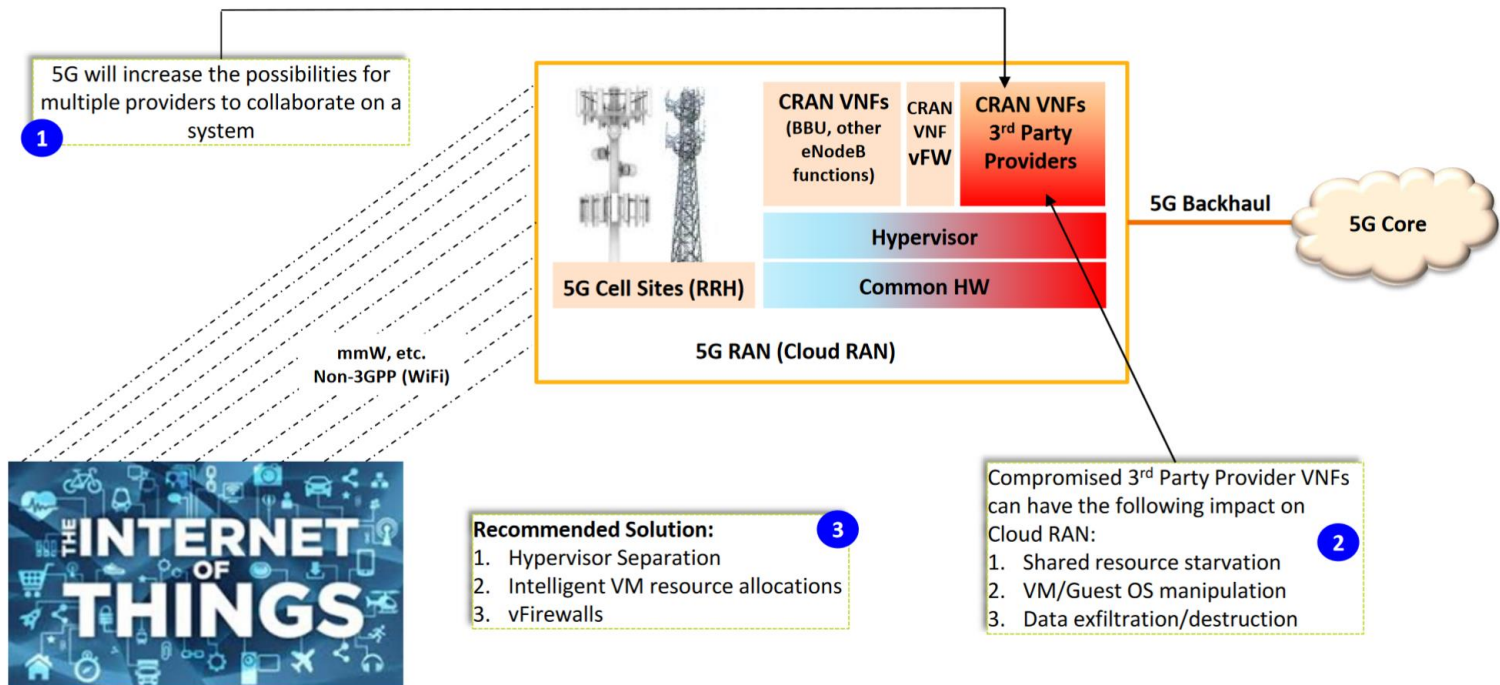 5G will increase the possibilities for
multiple providers to collaborate on a
system
1
CRAN VNFs
(BBU, other
eNodeB
functions)
CRAN
VNF
vFW
CRAN VNFs
3rd Party
Providers
Hypervisor
Common HW
5G Cell Sites (RRH)
5G RAN (Cloud RAN)
5G Backhaul
5G Core
mmW, etc.
Non-3GPP (WiFi)
THE
INTERNET
OF
THINGS
Recommended Solution:
1. Hypervisor Separation
2. Intelligent VM resource allocations
3. vFirewalls
3
Compromised 3rd Party Provider VNFs
can have the following impact on
Cloud RAN:
1. Shared resource starvation
2. VM/Guest OS manipulation
3. Data exfiltration/destruction
2